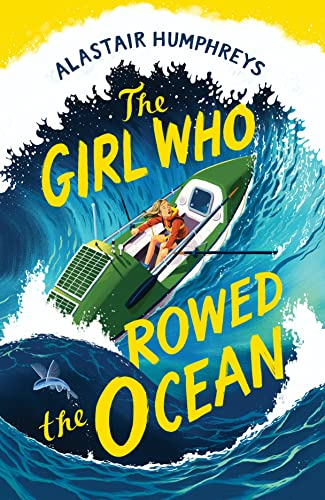 ALASTAIR HUMPHREYS
The
GIRL WHO
ROWED
the OCEAN